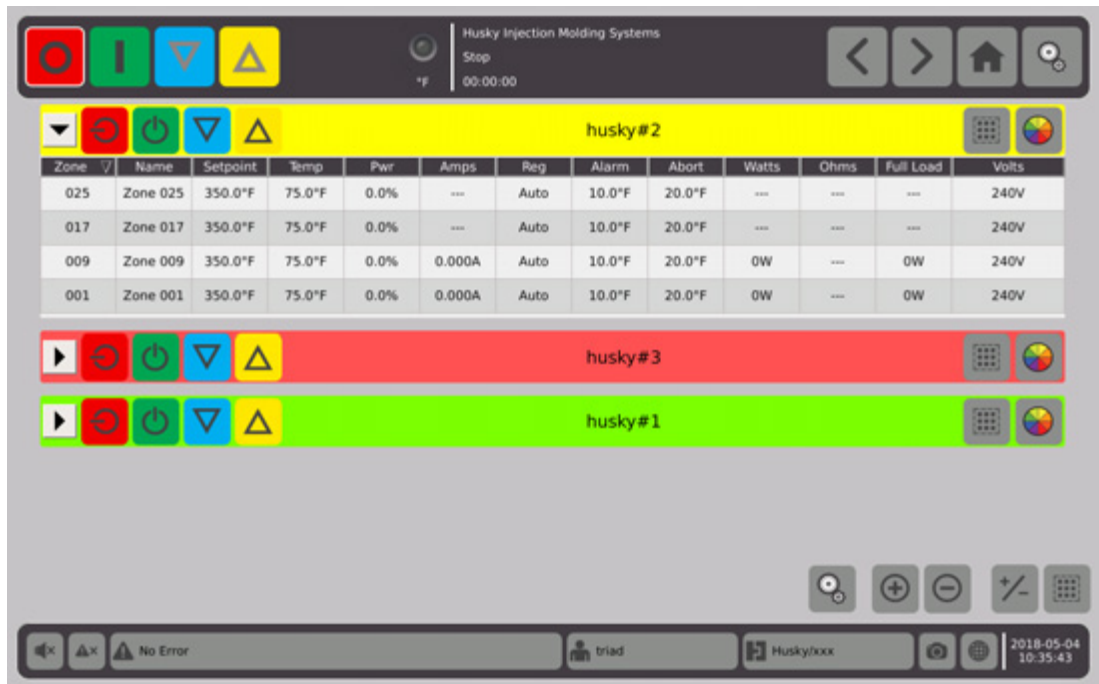 Husky Injection Molding Systems
Stop
°F 00:00:00
husky#2
Zone Name Setpoint Temp Pwr Amps Reg Alarm Abort Watts Ohms Full Load Volts
025 Zone 025 350.0°F 75.0°F 0.0% --- Auto 10.0°F 20.0°F --- --- --- 240V
017 Zone 017 350.0°F 75.0°F 0.0% --- Auto 10.0°F 20.0°F --- --- --- 240V
009 Zone 009 350.0°F 75.0°F 0.0% 0.000A Auto 10.0°F 20.0°F 0W --- 0W 240V
001 Zone 001 350.0°F 75.0°F 0.0% 0.000A Auto 10.0°F 20.0°F 0W --- 0W 240V
husky#3
husky#1
No Error triad Husky/xxx 2018-05-04
10:35:43